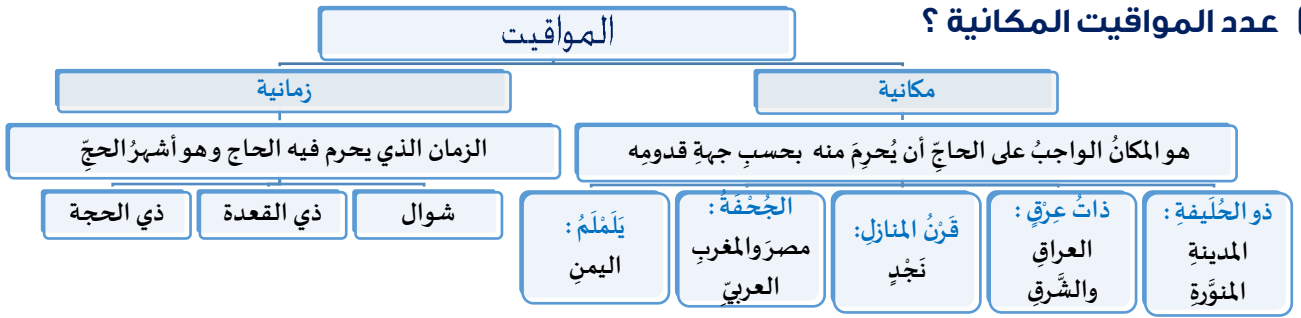 عدد المواقيت المكانية ؟
المواقيت
مكانية
هو المكانُ الواجبُ على الحاجِّ أن يُحرِمَ منه بحسبِ جهةِ قدومِه
ذو الحُلَيفةِ:
المدينةِ
المنوَّرةِ
ذاتُ عِرْقٍ:
العراقِ
والشَّرقِ
قَرْنُ المنازلِ:
نَجْدٍ
الجُحْفَةُ:
مصرَ والمغربِ
العربيِّ
يَلَمْلَمُ:
اليمنِ
زمانية
الزمان الذي يحرم فيه الحاج وهو أشهرُ الحجِّ
شوال
ذي القعدة
ذي الحجة